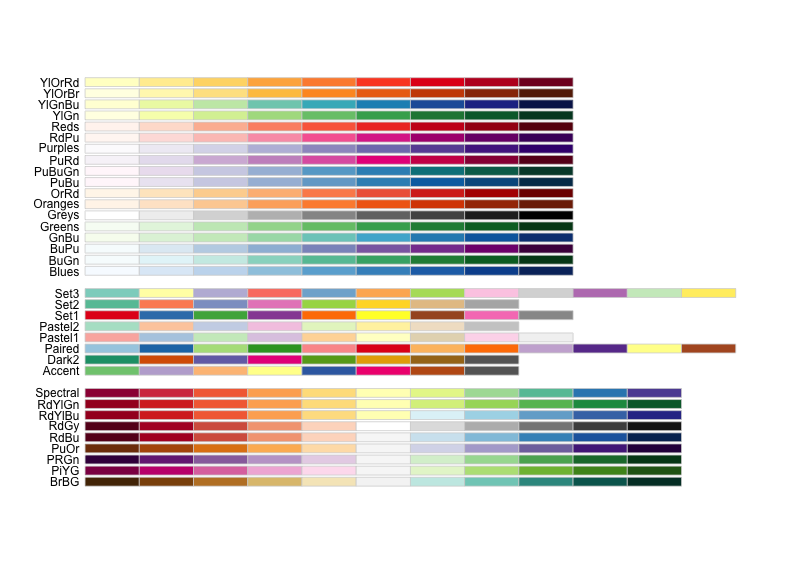 YlOrRd
YlOrBr
YlGnBu
YlGn
Reds
RdPu
Purples
PuRd
PuBuGn
PuBu
OrRd
Oranges
Greys
Greens
GnBu
BuPu
BuGn
Blues
Set3
Set2
Set1
Pastel2
Pastel1
Paired
Dark2
Accent
Spectral
RdYlGn
RdYlBu
RdGy
RdBu
PuOr
PRGn
PiYG
BrBG